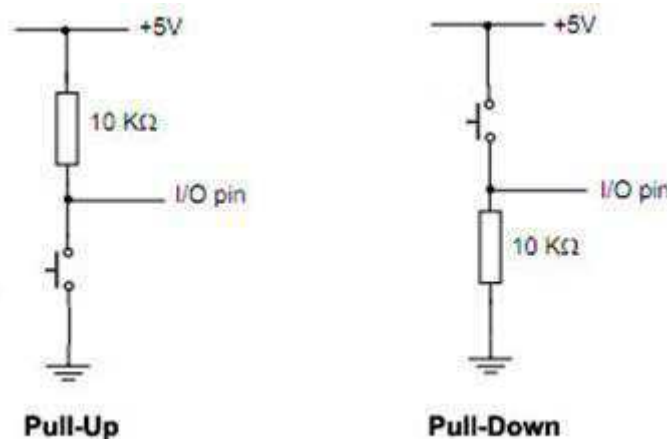 +5V
10 KΩ
I/O pin
Pull-Up
+5V
I/O pin
10 KΩ
Pull-Down